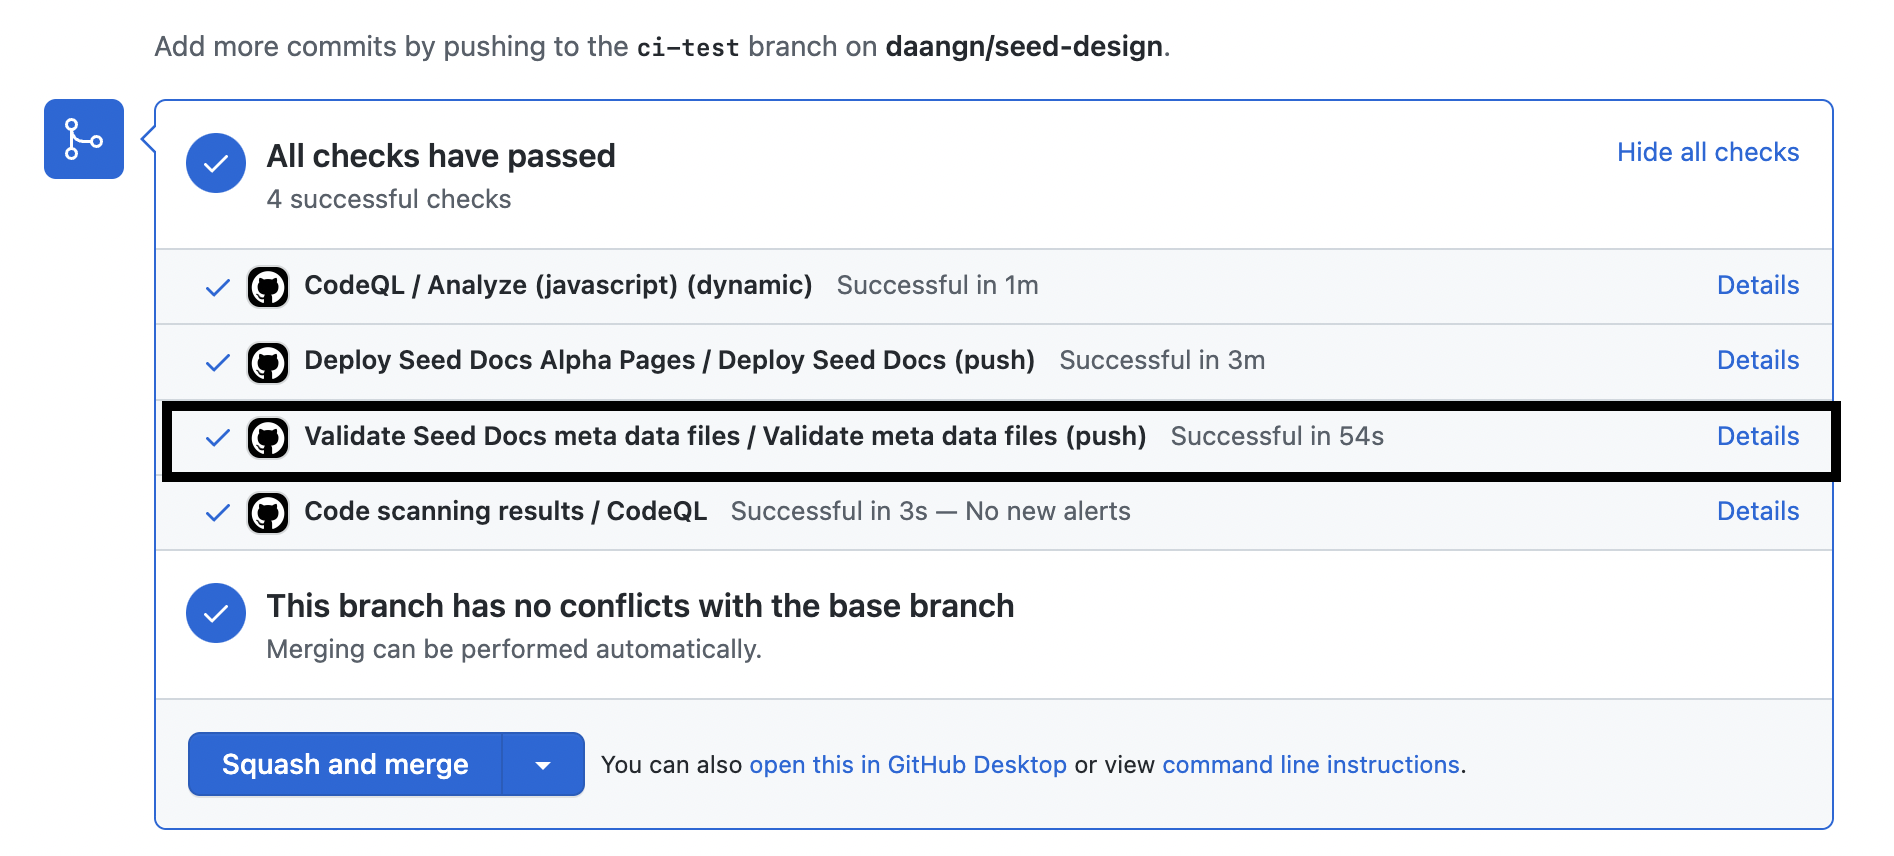 Add more commits by pushing to the ci-test branch on daangn/seed-design.
All checks have passed
Hide all checks
4 successful checks
CodeQL / Analyze (javascript) (dynamic) Successful in 1m Details
Deploy Seed Docs Alpha Pages / Deploy Seed Docs (push) Successful in 3m Details
Validate Seed Docs meta data files / Validate meta data files (push) Successful in 54s Details
Code scanning results / CodeQL Successful in 3s — No new alerts Details
This branch has no conflicts with the base branch
Merging can be performed automatically.
Squash and merge You can also open this in GitHub Desktop or view command line instructions.